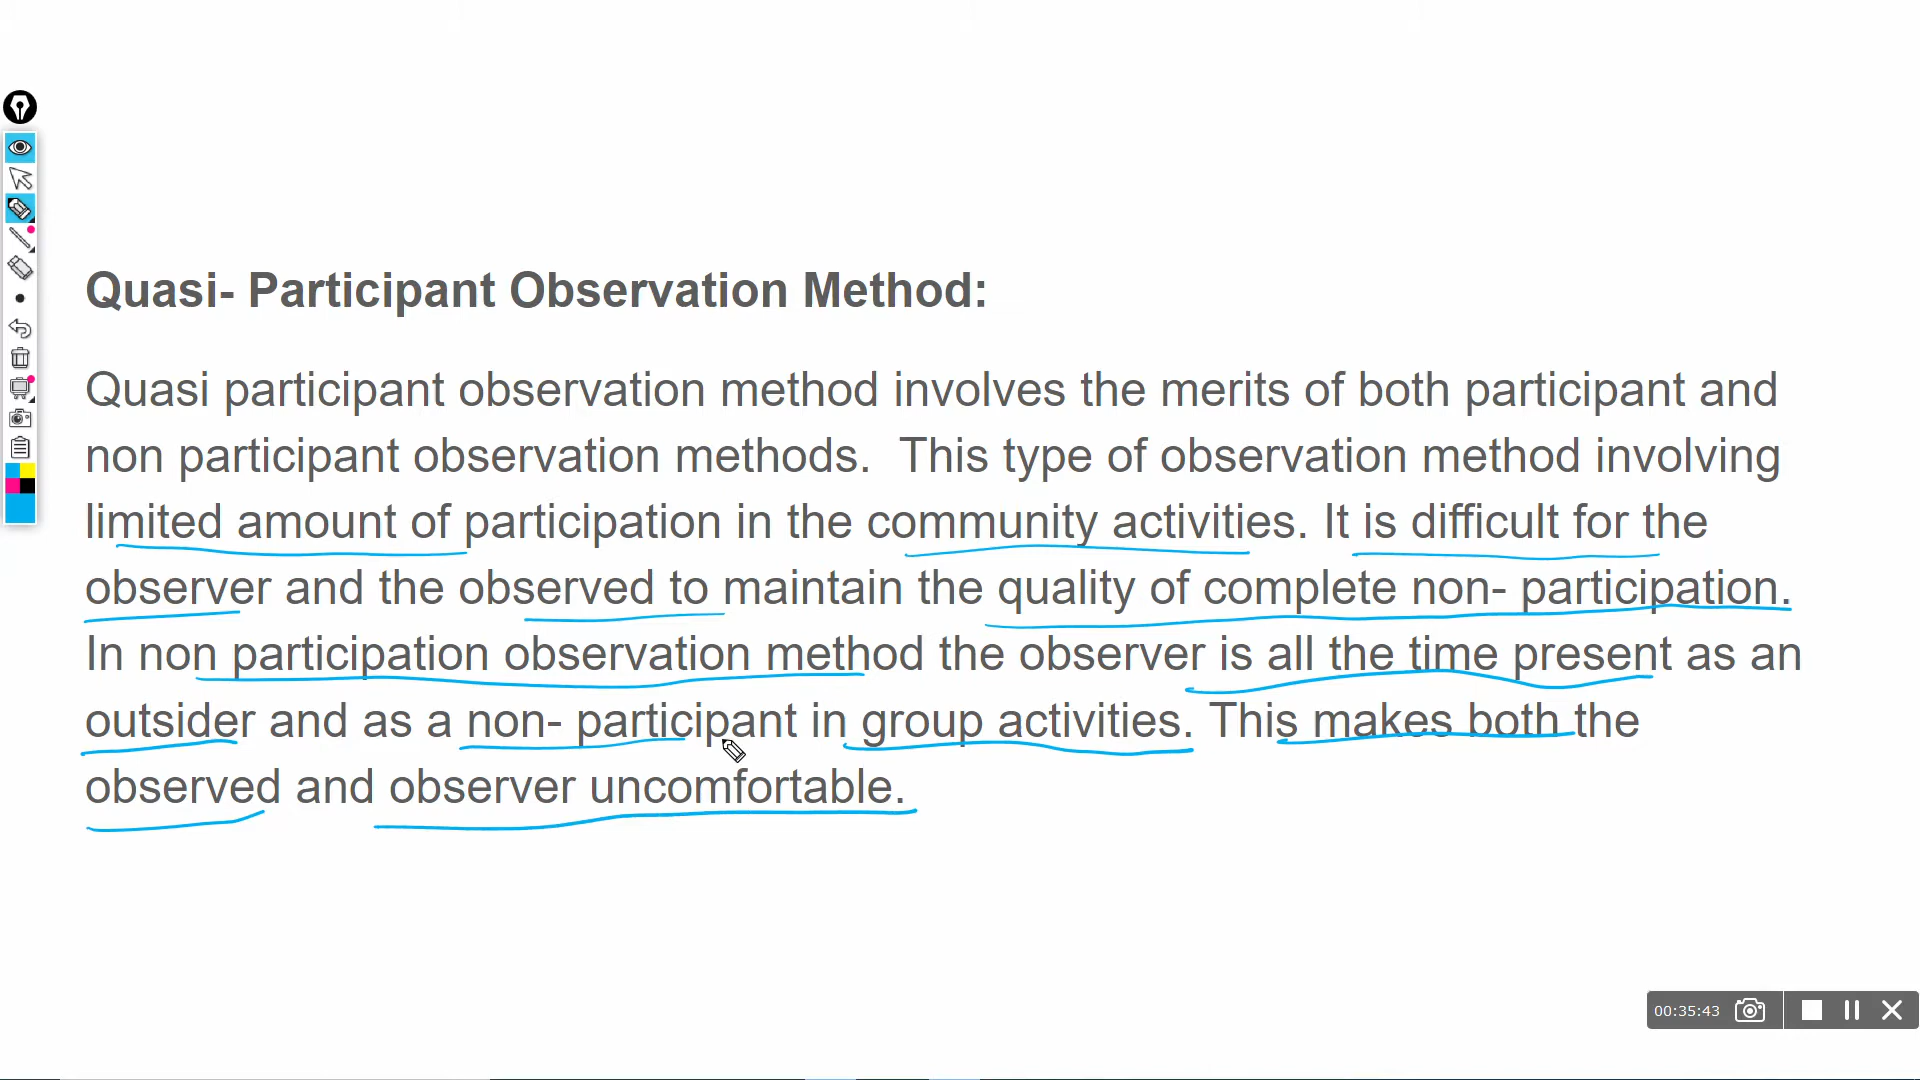 Quasi- Participant Observation Method:
Quasi participant observation method involves the merits of both participant and
non participant observation methods.  This type of observation method involving
limited amount of participation in the community activities. It is difficult for the
observer and the observed to maintain the quality of complete non- participation.
In non participation observation method the observer is all the time present as an
outsider and as a non- participant in group activities. This makes both the
observed and observer uncomfortable.
00:35:43